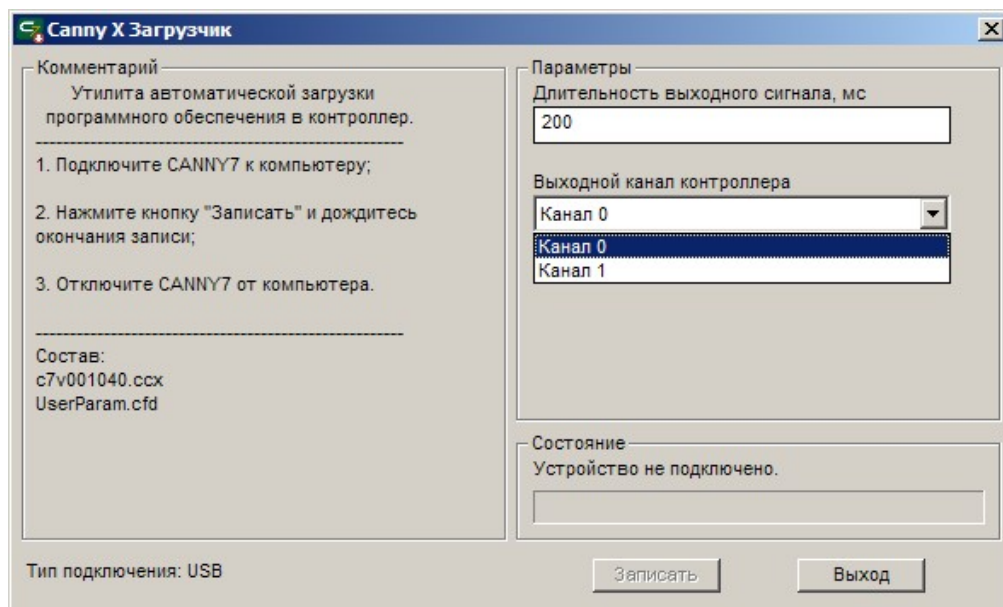 Canny X Загрузчик
Комментарий
Утилита автоматической загрузки
программного обеспечения в контроллер.
------------------------------------------------------
1. Подключите CANNY7 к компьютеру;
2. Нажмите кнопку "Записать" и дождитесь
окончания записи;
3. Отключите CANNY7 от компьютера.
------------------------------------------------------
Состав:
c7v001040.ccx
UserParam.cfd
Параметры
Длительность выходного сигнала, мс
200
Выходной канал контроллера
Канал 0
Канал 0
Канал 1
Состояние
Устройство не подключено.
Тип подключения: USB
Записать
Выход